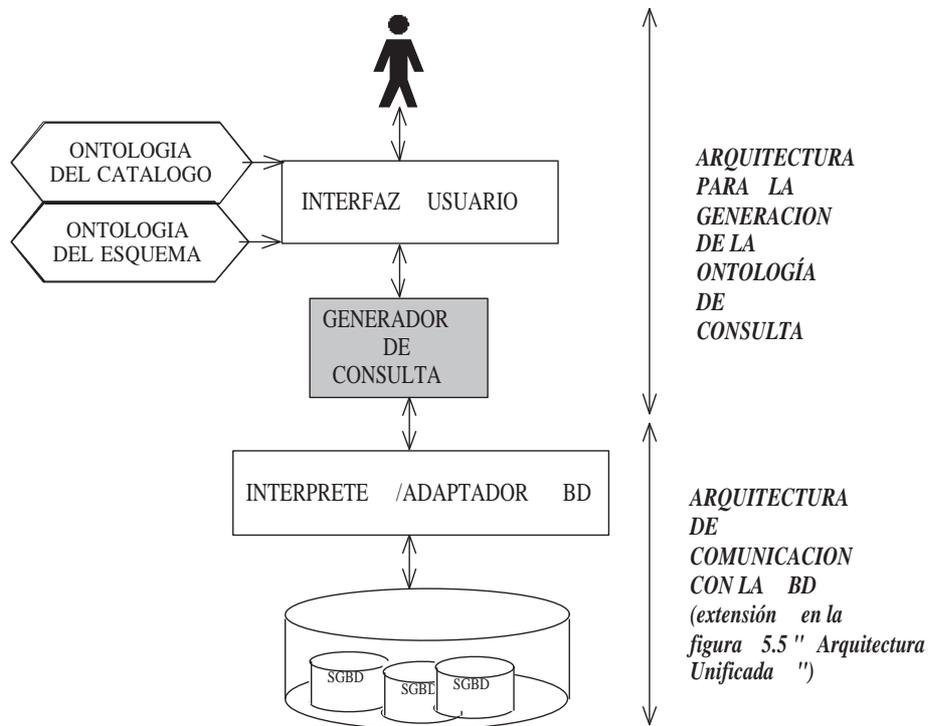 ONTOLOGIA
DEL CATALOGO
ONTOLOGIA
DEL ESQUEMA
INTERFAZ USUARIO
GENERADOR
DE
CONSULTA
INTERPRETE /ADAPTADOR BD
SGBD
SGBD
SGBD
ARQUITECTURA
PARA LA
GENERACION
DE LA
ONTOLOGÍA
DE
CONSULTA
ARQUITECTURA
DE
COMUNICACION
CON LA BD
(extensión en la
figura 5.5 " Arquitectura
Unificada ")